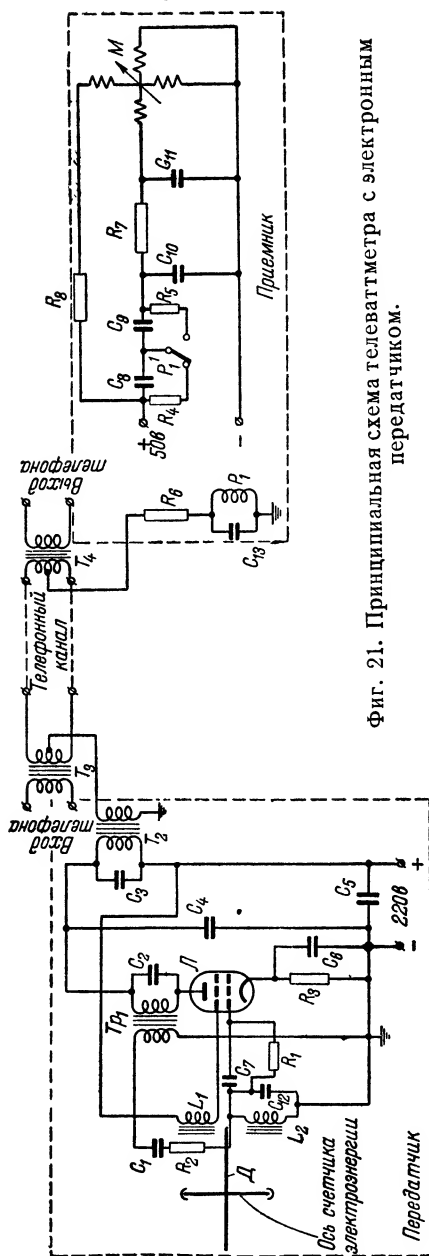 Вход
телефона
T3
Телефонный
канал
T4
Выход
телефона
C3
T2
Тр1
C2
Л
C4
C1
R2
L1
C7
R1
C12
L2
Д
R3
C6
C5
220в
+
-
Ось счетчика
электроэнергии
Передатчик
R6
C13
P1
R8
M
C8
C9
R7
C10
C11
R4
P1¹
R5
+
50в
-
Приемник
Фиг. 21. Принципиальная схема телеваттметра с электронным
передатчиком.